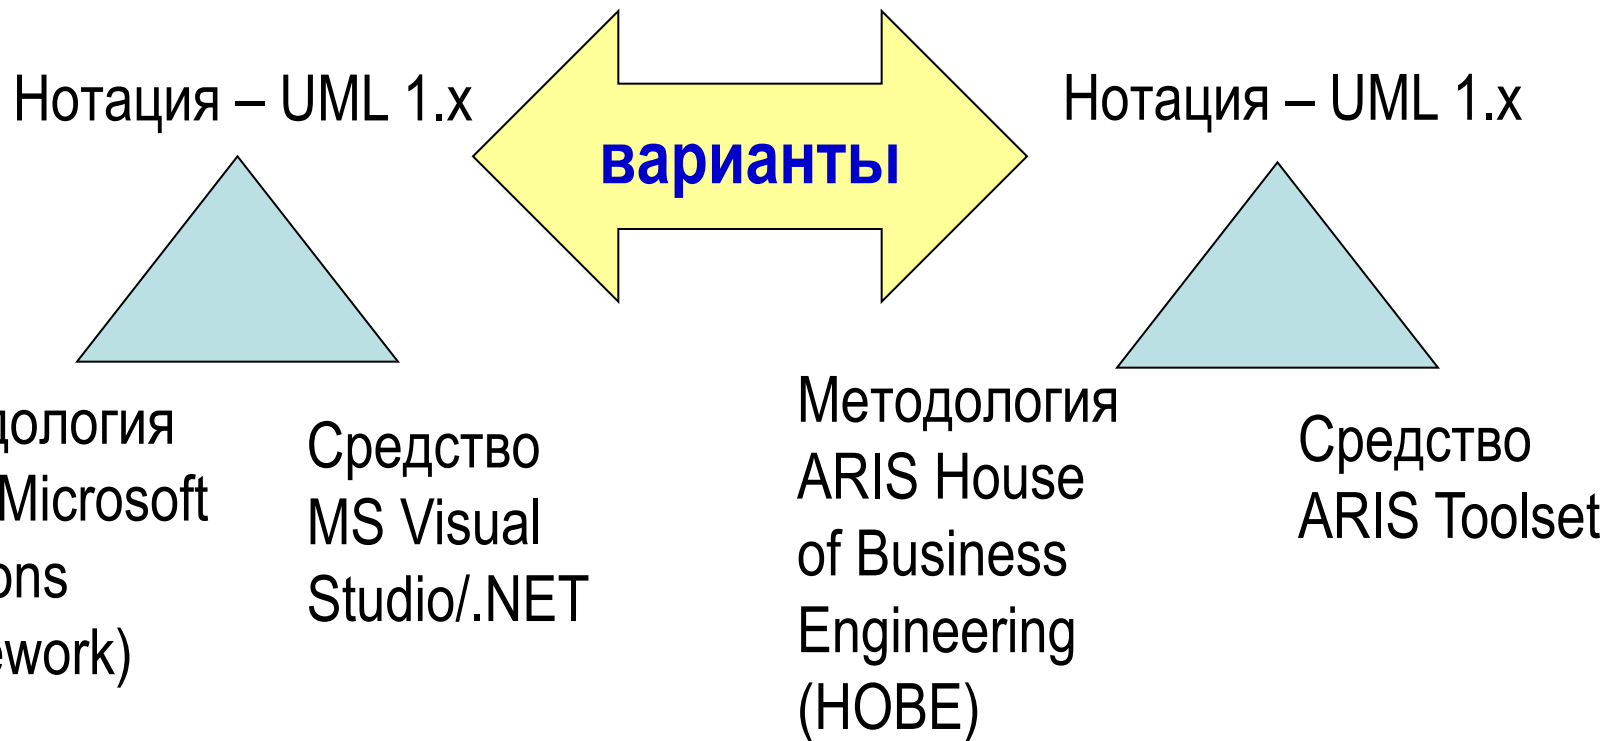 Нотация – UML 1.x
варианты
Нотация – UML 1.x
дология
Microsoft
ons
ework)
Средство
MS Visual
Studio/.NET
Методология
ARIS House
of Business
Engineering
(HOBE)
Средство
ARIS Toolset